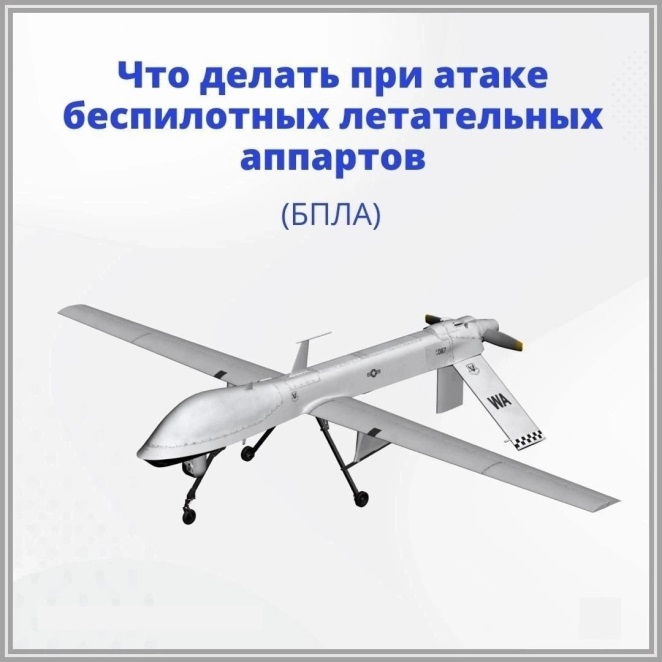 Что делать при атаке
беспилотных летательных
аппартов
(БПЛА)
WA